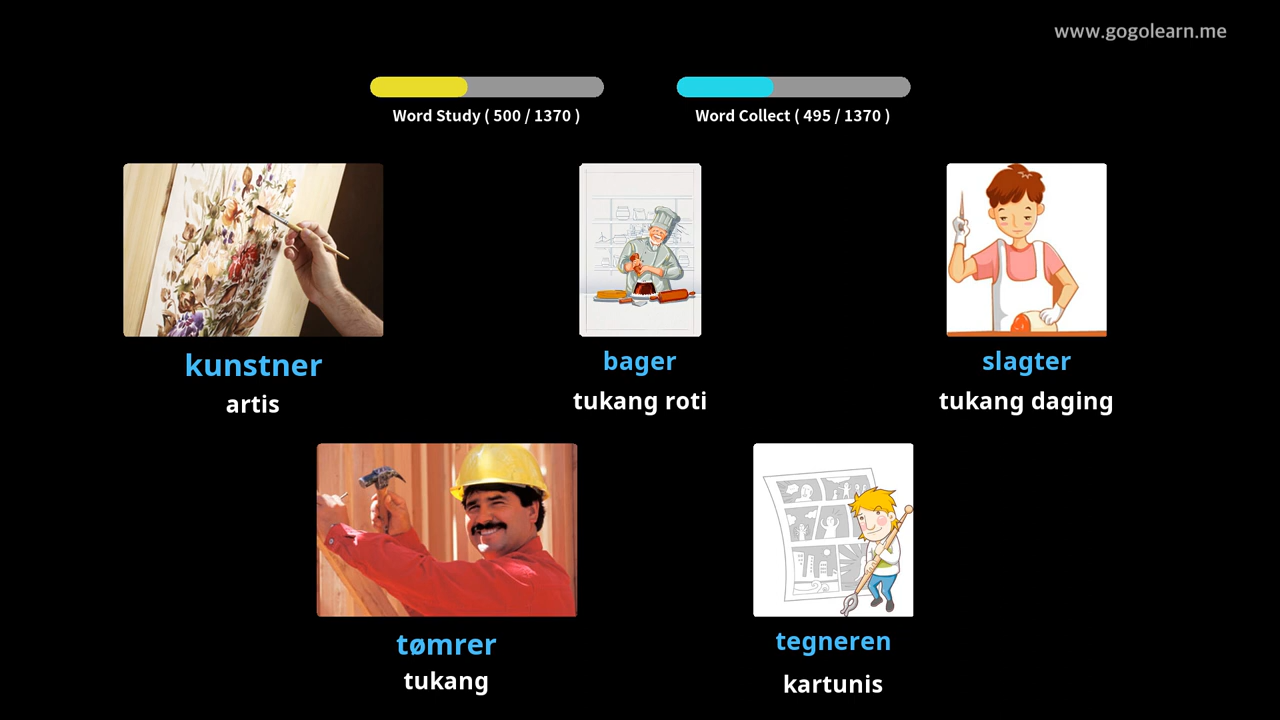 www.gogolearn.me
Word Study ( 500 / 1370 )
Word Collect ( 495 / 1370 )
kunstner
artis
bager
tukang roti
slagter
tukang daging
tømrer
tukang
tegneren
kartunis